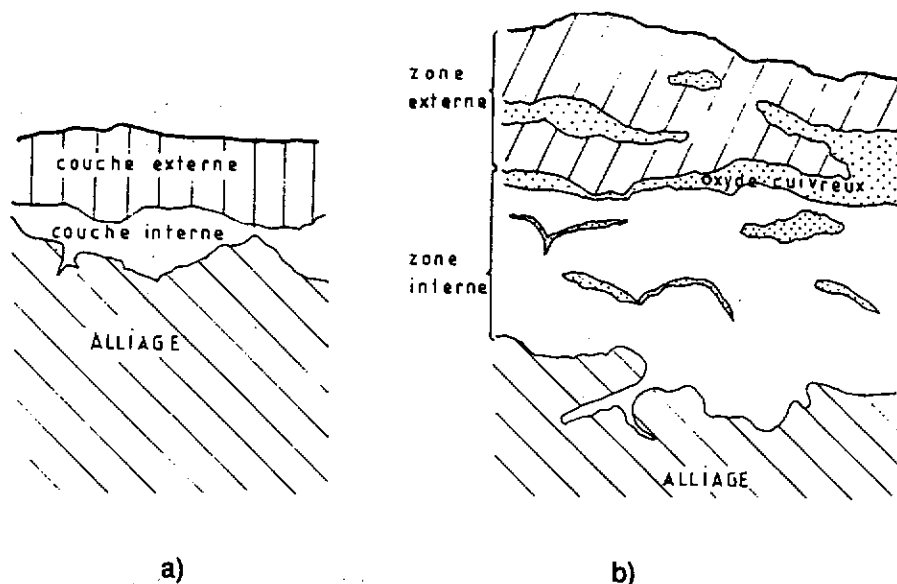 couche externe
couche interne
ALLIAGE
a)
zone
externe
oxyde cuivreux
zone
interne
ALLIAGE
b)